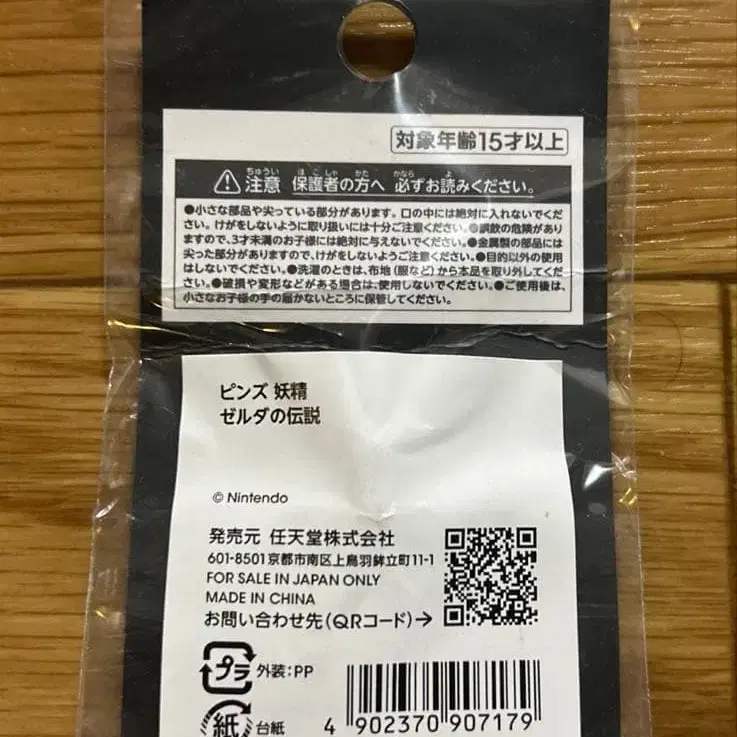 対象年齢15才以上
⚠注意 保護者の方へ 必ずお読みください。
ちゅうい ほごしゃ かた かなら よ
●小さな部品や尖っている部分があります。口の中には絶対に入れないでくだ
さい。けがをしないように取り扱いには十分ご注意ください。●誤飲の危険があり
ますので、3才未満のお子様には絶対に与えないでください。●金属製の部品には
尖った部分がありますので、けがをしないようご注意ください。●目的以外の使用
はしないでください。●洗濯のときは、布地（服など）から本品を取り外してくだ
さい。●破損や変形などがある場合は、使用しないでください。●ご使用後は、
小さなお子様の手の届かないところに保管してください。
ピンズ 妖精
ゼルダの伝説
© Nintendo
発売元 任天堂株式会社
601-8501 京都市南区上鳥羽鉾立町11-1
FOR SALE IN JAPAN ONLY
MADE IN CHINA
お問い合わせ先(QRコード)→
プラ 外装:PP
紙 台紙
4 902370 907179